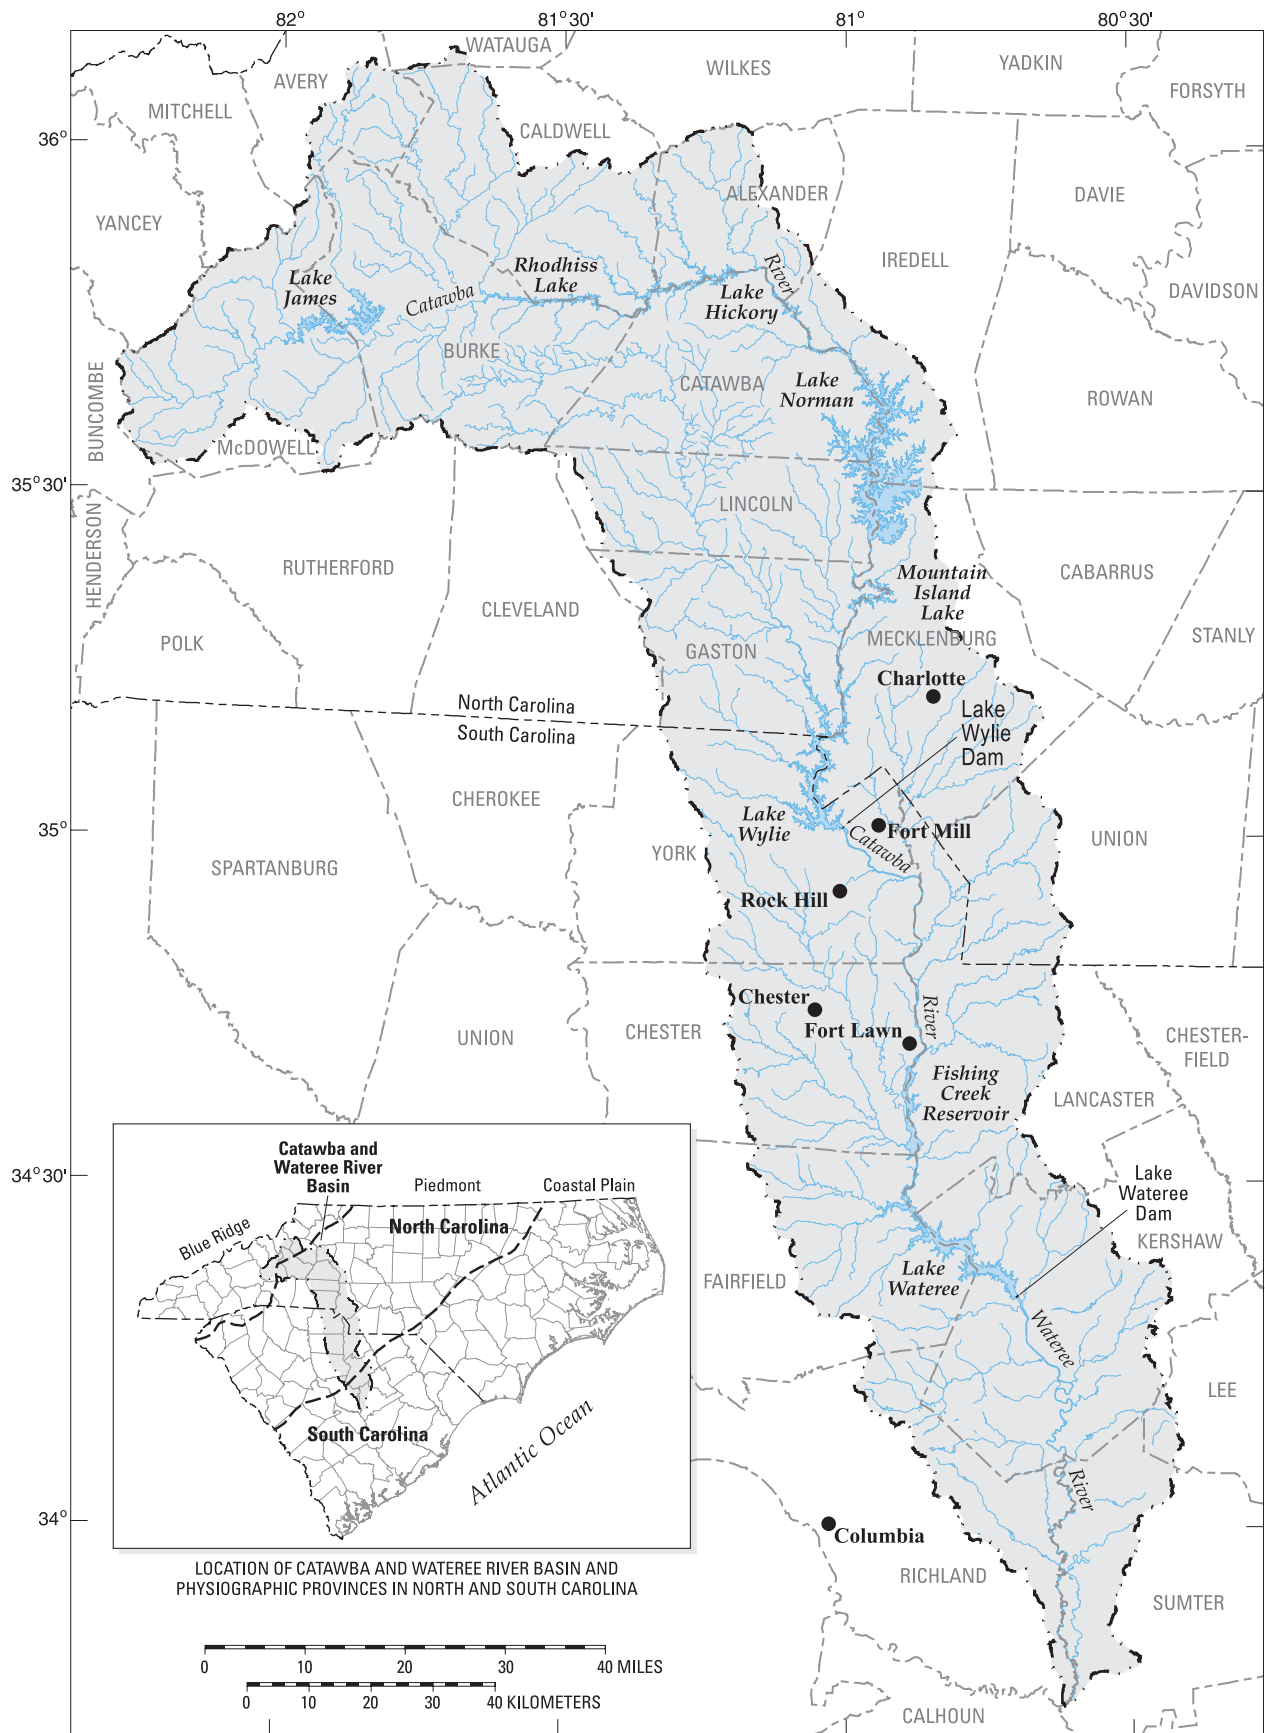 82°
81°30'
81°
80°30'
WATAUGA
WILKES
YADKIN
FORSYTH
AVERY
MITCHELL
CALDWELL
36°
YANCEY
ALEXANDER
DAVIE
IREDELL
DAVIDSON
Lake
James
Catawba
Rhodhiss
Lake
River
Lake
Hickory
BURKE
CATAWBA
Lake
Norman
ROWAN
BUNCOMBE
McDOWELL
35°30'
LINCOLN
HENDERSON
RUTHERFORD
CLEVELAND
Mountain
Island
Lake
CABARRUS
POLK
GASTON
MECKLENBURG
STANLY
Charlotte
North Carolina
South Carolina
Lake
Wylie
Dam
CHEROKEE
Lake
Wylie
35°
Fort Mill
Catawba
UNION
SPARTANBURG
YORK
Rock Hill
Chester
River
Fort Lawn
UNION
CHESTER
CHESTER-
FIELD
Fishing
Creek
Reservoir
LANCASTER
34°30'
Lake
Wateree
Dam
KERSHAW
Lake
Wateree
FAIRFIELD
Wateree
LEE
River
34°
Columbia
RICHLAND
SUMTER
CALHOUN
Catawba and
Wateree River
Basin
Piedmont
Coastal Plain
Blue Ridge
North Carolina
South Carolina
Atlantic Ocean
LOCATION OF CATAWBA AND WATEREE RIVER BASIN AND
PHYSIOGRAPHIC PROVINCES IN NORTH AND SOUTH CAROLINA
0 10 20 30 40 MILES
0 10 20 30 40 KILOMETERS